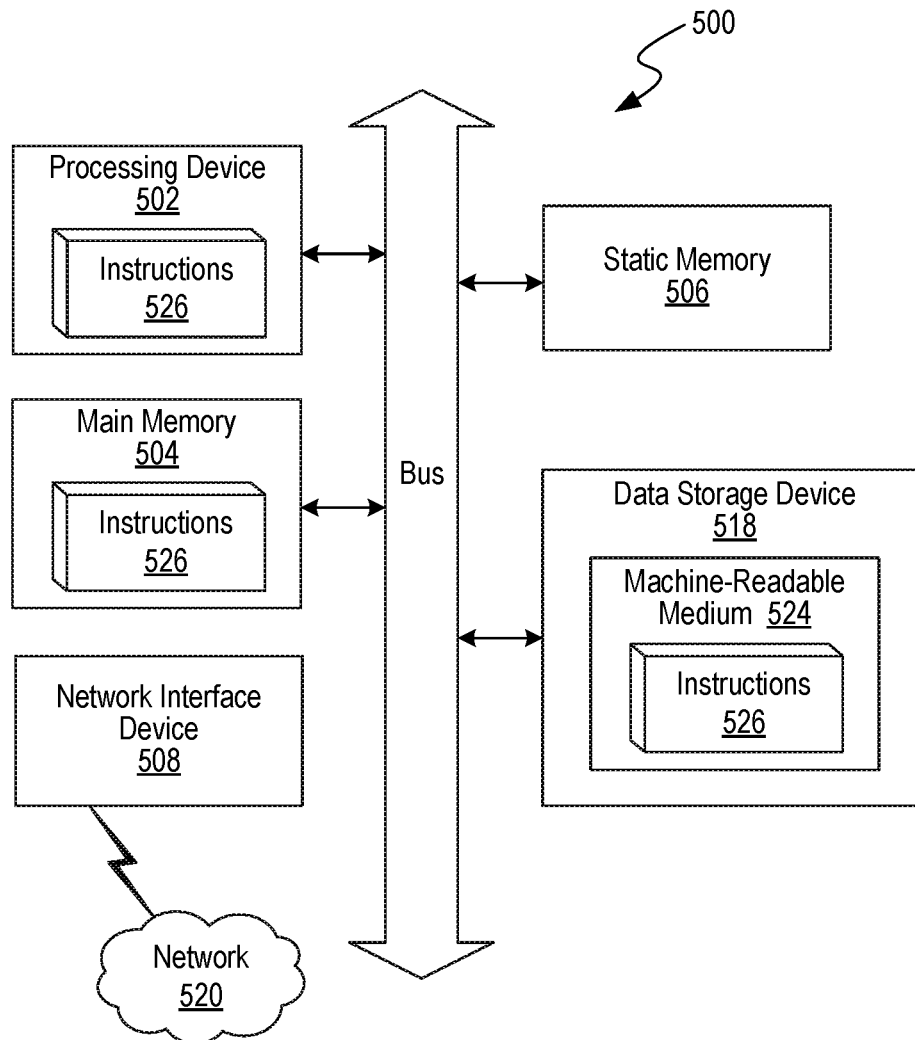 500
Processing Device
502
Instructions
526
Static Memory
506
Main Memory
504
Instructions
526
Bus
Data Storage Device
518
Machine-Readable
Medium 524
Instructions
526
Network Interface
Device
508
Network
520